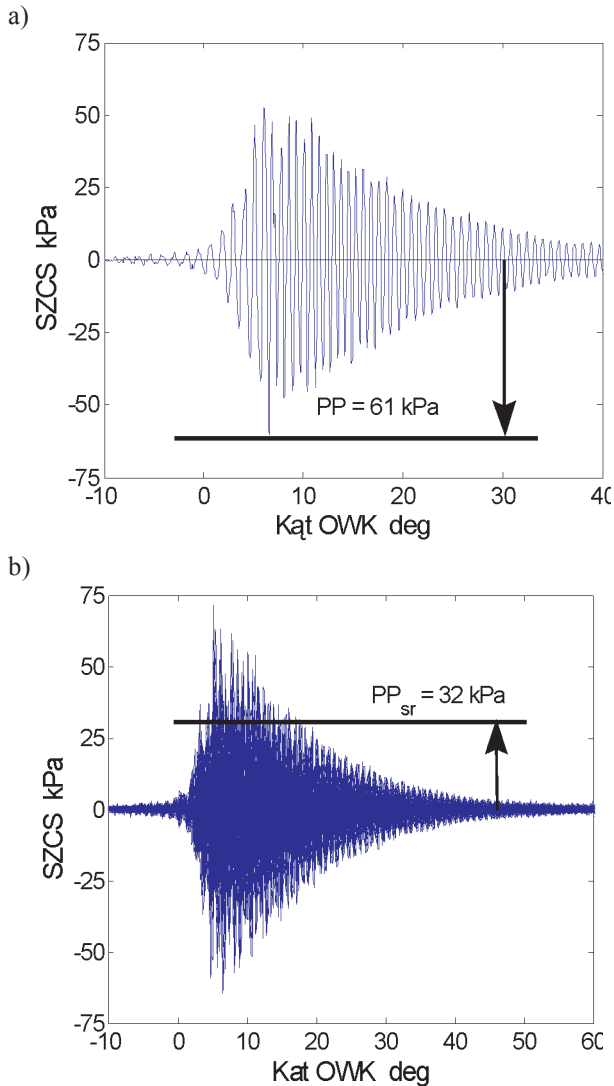 a)
75
50
25
0
-25
-50
-75
SZCS kPa
PP = 61 kPa
-10 0 10 20 30 40
Kąt OWK deg
b)
75
50
25
0
-25
-50
-75
SZCS kPa
PPsr = 32 kPa
-10 0 10 20 30 40 50 60
Kat OWK deg